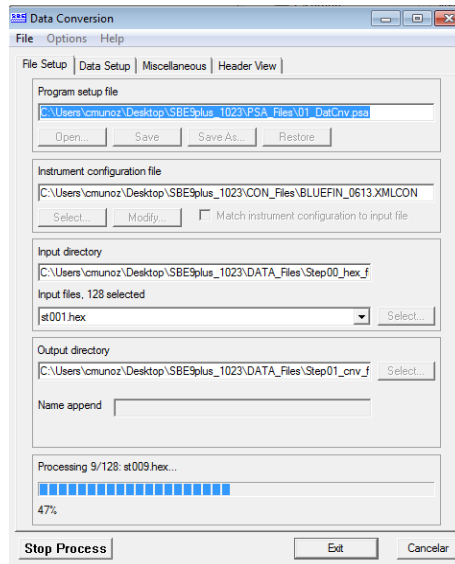 SBE Data Conversion
File Options Help
File Setup Data Setup Miscellaneous Header View
Program setup file
C:\Users\cmunoz\Desktop\SBE9plus_1023\PSA_Files\01_DatCnv.psa
Open... Save Save As... Restore
Instrument configuration file
C:\Users\cmunoz\Desktop\SBE9plus_1023\CON_Files\BLUEFIN_0613.XMLCON
Select... Modify... Match instrument configuration to input file
Input directory
C:\Users\cmunoz\Desktop\SBE9plus_1023\DATA_Files\Step00_hex_f
Input files, 128 selected
st001.hex Select...
Output directory
C:\Users\cmunoz\Desktop\SBE9plus_1023\DATA_Files\Step01_cnv_f Select...
Name append
Processing 9/128: st009.hex...
47%
Stop Process Exit Cancelar